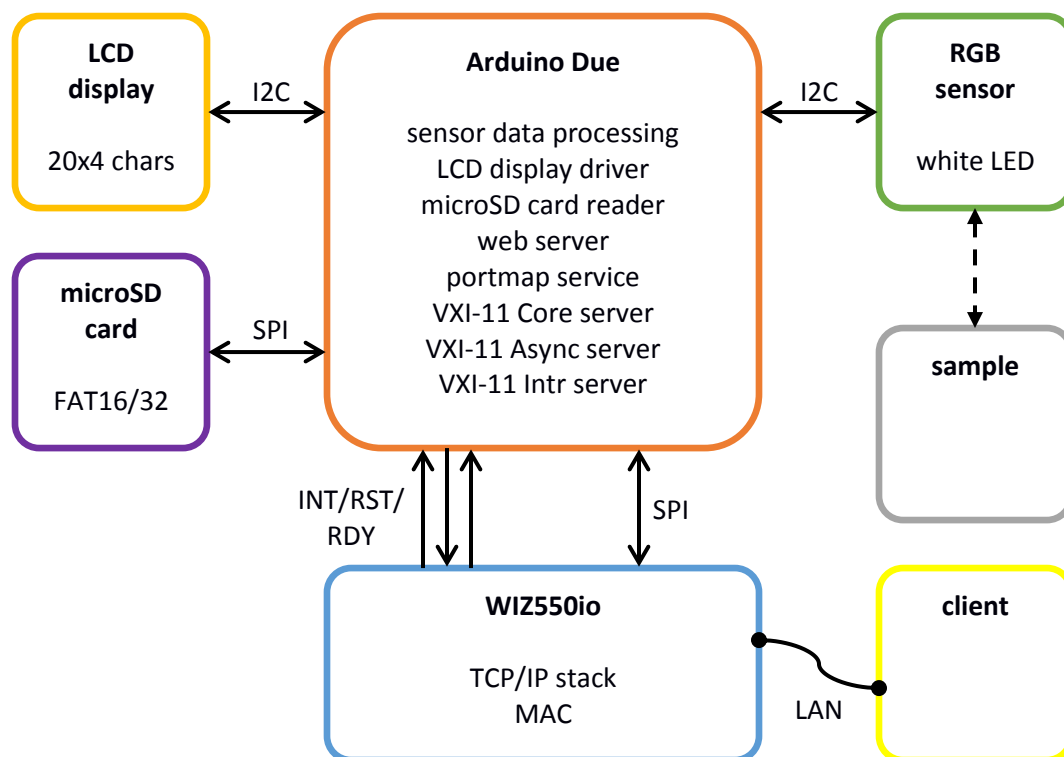 LCD
display
20x4 chars
I2C
Arduino Due
sensor data processing
LCD display driver
microSD card reader
web server
portmap service
VXI-11 Core server
VXI-11 Async server
VXI-11 Intr server
I2C
RGB
sensor
white LED
microSD
card
FAT16/32
SPI
sample
INT/RST/
RDY
SPI
WIZ550io
TCP/IP stack
MAC
LAN
client